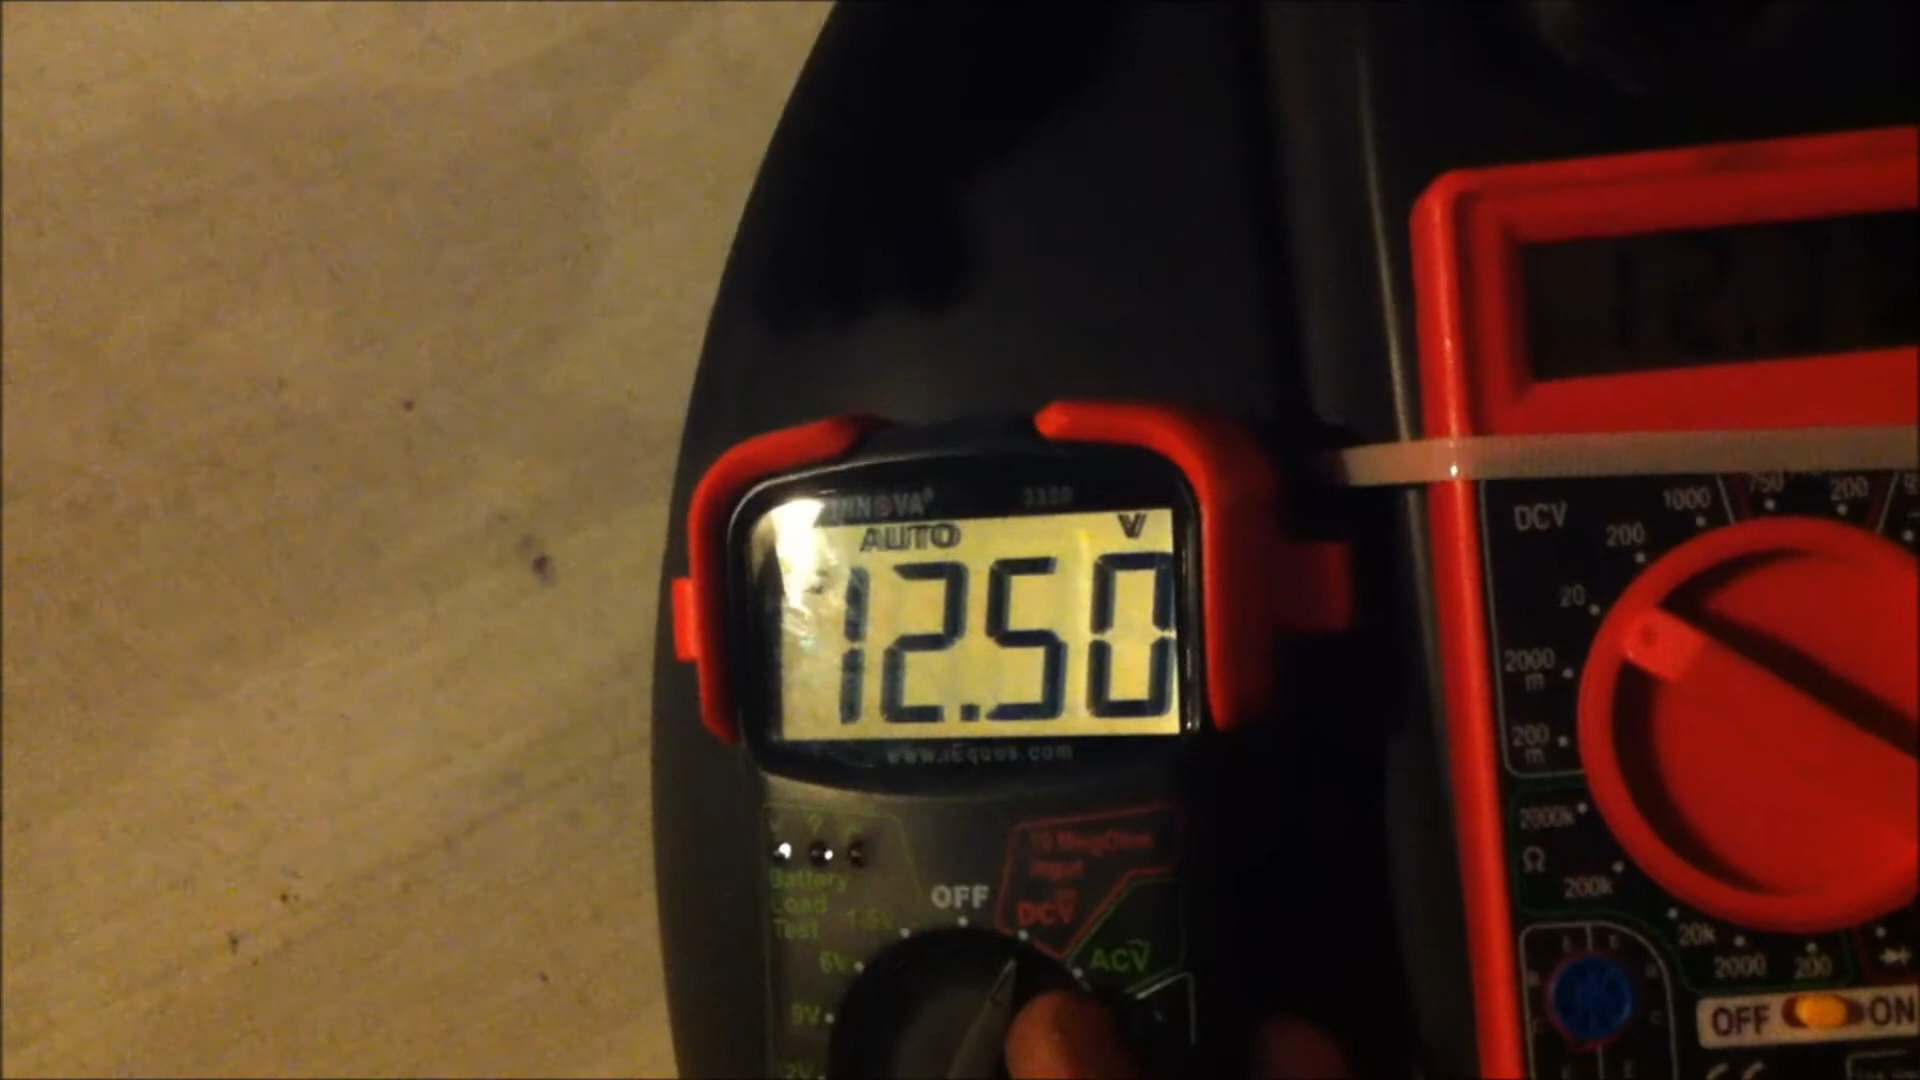 INNOVA® 3320
AUTO V
12.50
www.iEquus.com
Battery
Load
Test
1.5V
6V
9V
OFF
10 MegOhm
Input
DCV
ACV
DCV
1000
750
200
200
20
2000
m
200
m
2000k
Ω
200k
20k
2000
200
OFF
ON